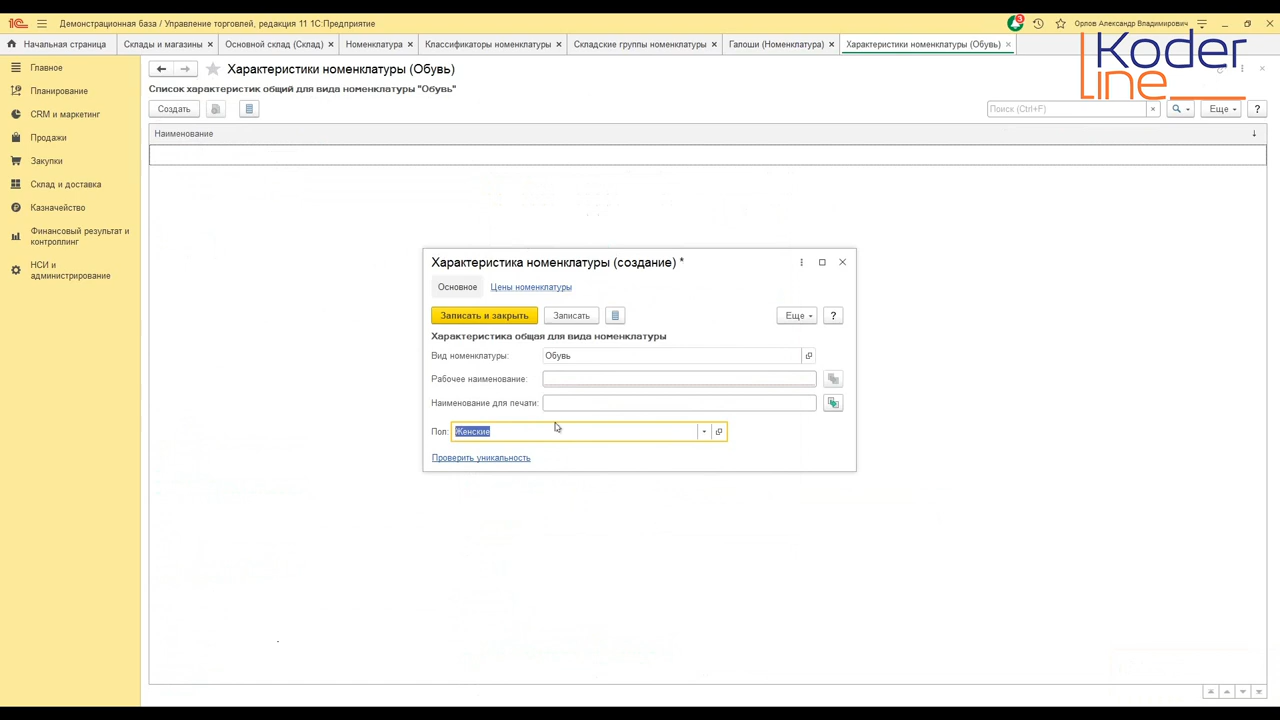 1С Демонстрационная база / Управление торговлей, редакция 11 1С:Предприятие
3 Орлов Александр Владимирович
Начальная страница Склады и магазины × Основной склад (Склад) × Номенклатура × Классификаторы номенклатуры × Складские группы номенклатуры × Галоши (Номенклатура) × Характеристики номенклатуры (Обувь) ×
Koder
line
Главное
Планирование
CRM и маркетинг
Продажи
Закупки
Склад и доставка
Казначейство
Финансовый результат и
контроллинг
НСИ и
администрирование
Характеристики номенклатуры (Обувь)
Список характеристик общий для вида номенклатуры "Обувь"
Создать Поиск (Ctrl+F) × Еще ?
Наименование
Характеристика номенклатуры (создание) *
Основное Цены номенклатуры
Записать и закрыть Записать Еще ?
Характеристика общая для вида номенклатуры
Вид номенклатуры: Обувь
Рабочее наименование:
Наименование для печати:
Пол: Женские
Проверить уникальность